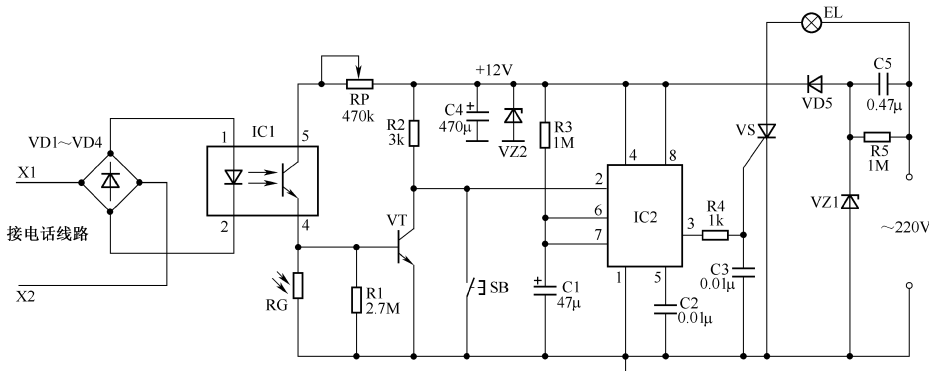 EL
+12V
C5
0.47μ
RP
470k
VD5
IC1
C4
470μ
VZ2
R2
3k
R3
1M
VS
R5
1M
VD1～VD4
1
5
4
8
X1
2
VZ1
2
4
6
IC2
R4
1k
接电话线路
VT
7
3
～220V
SB
1
5
C3
0.01μ
RG
R1
2.7M
C1
47μ
C2
0.01μ
X2